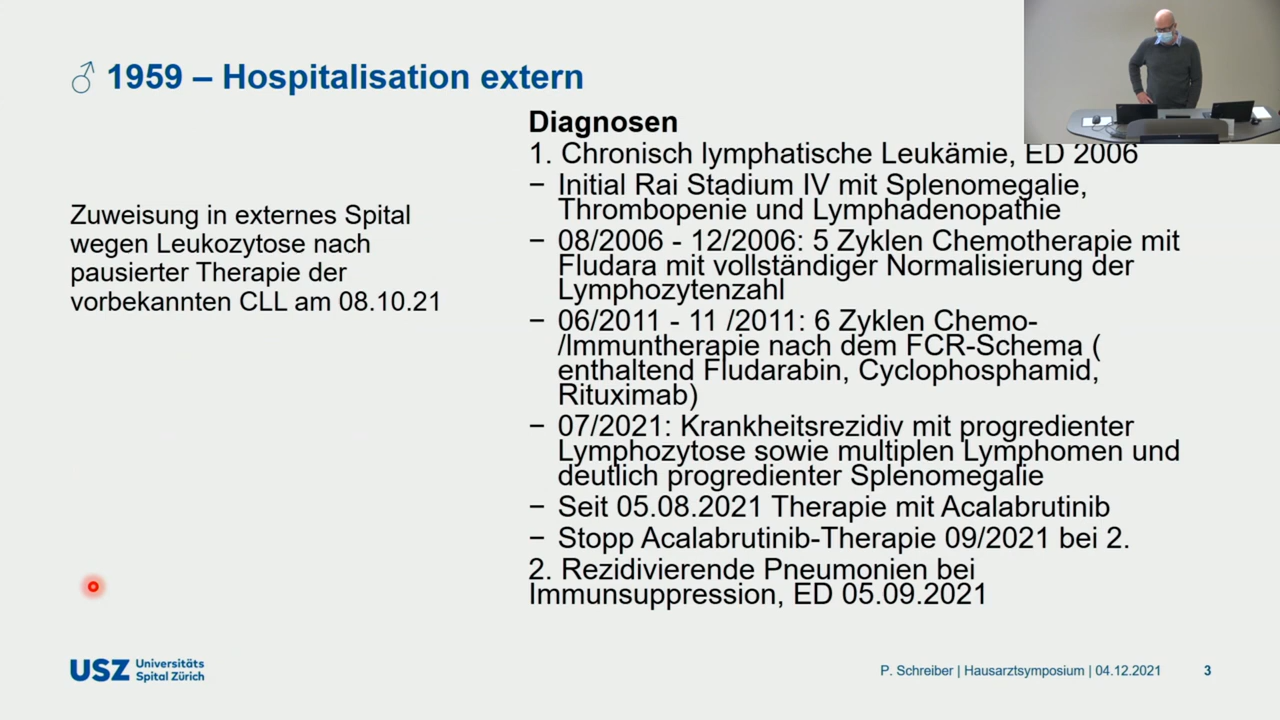 ♂ 1959 – Hospitalisation extern
Zuweisung in externes Spital
wegen Leukozytose nach
pausierter Therapie der
vorbekannten CLL am 08.10.21
Diagnosen
1. Chronisch lymphatische Leukämie, ED 2006
− Initial Rai Stadium IV mit Splenomegalie,
Thrombopenie und Lymphadenopathie
− 08/2006 - 12/2006: 5 Zyklen Chemotherapie mit
Fludara mit vollständiger Normalisierung der
Lymphozytenzahl
− 06/2011 - 11 /2011: 6 Zyklen Chemo-
/Immuntherapie nach dem FCR-Schema (
enthaltend Fludarabin, Cyclophosphamid,
Rituximab)
− 07/2021: Krankheitsrezidiv mit progredienter
Lymphozytose sowie multiplen Lymphomen und
deutlich progredienter Splenomegalie
− Seit 05.08.2021 Therapie mit Acalabrutinib
− Stopp Acalabrutinib-Therapie 09/2021 bei 2.
2. Rezidivierende Pneumonien bei
Immunsuppression, ED 05.09.2021
USZ Universitäts
Spital Zürich
P. Schreiber | Hausarztsymposium | 04.12.2021 3